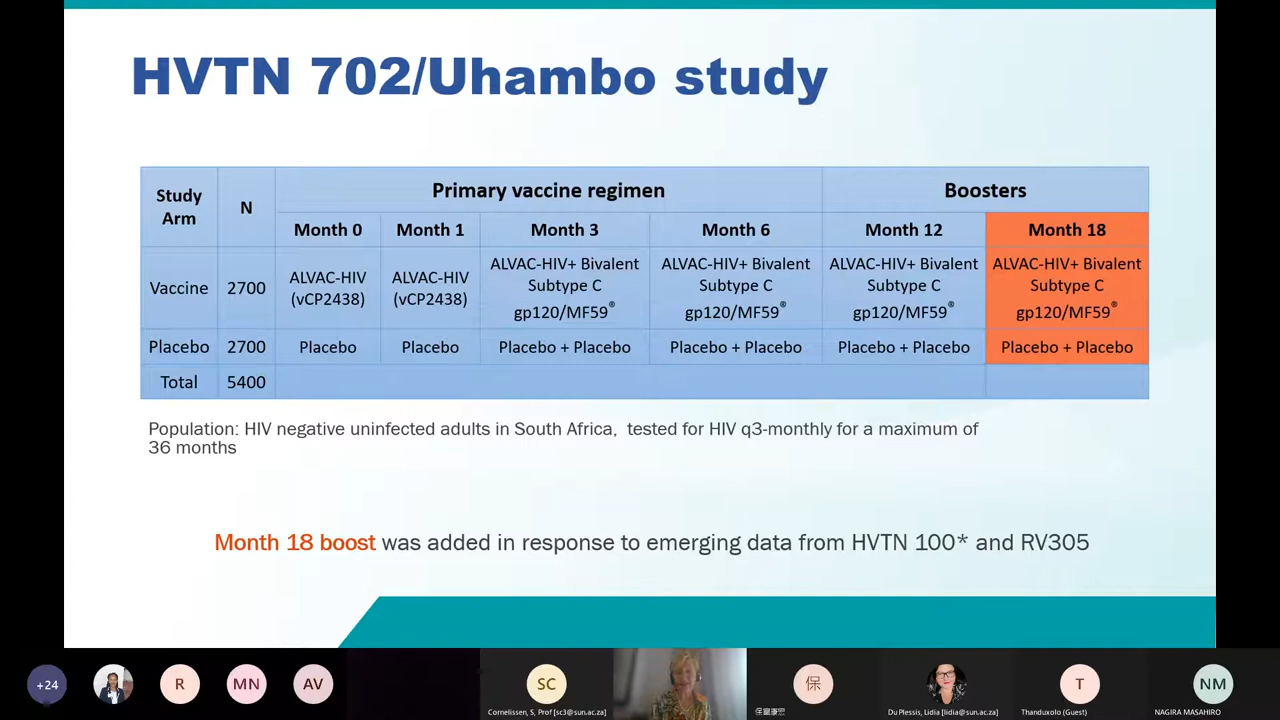 HVTN 702/Uhambo study
Study Arm
N
Primary vaccine regimen
Boosters
Month 0
Month 1
Month 3
Month 6
Month 12
Month 18
Vaccine
2700
ALVAC-HIV
(vCP2438)
ALVAC-HIV
(vCP2438)
ALVAC-HIV+ Bivalent
Subtype C
gp120/MF59®
ALVAC-HIV+ Bivalent
Subtype C
gp120/MF59®
ALVAC-HIV+ Bivalent
Subtype C
gp120/MF59®
ALVAC-HIV+ Bivalent
Subtype C
gp120/MF59®
Placebo
2700
Placebo
Placebo
Placebo + Placebo
Placebo + Placebo
Placebo + Placebo
Placebo + Placebo
Total
5400
Population: HIV negative uninfected adults in South Africa, tested for HIV q3-monthly for a maximum of
36 months
Month 18 boost was added in response to emerging data from HVTN 100* and RV305
+24
R
MN
AV
SC
保
T
NM
Cornelissen, S, Prof [sc3@sun.ac.za]
保富康宏
Du Plessis, Lidia [lidia@sun.ac.za]
Thanduxolo (Guest)
NAGIRA MASAHIRO